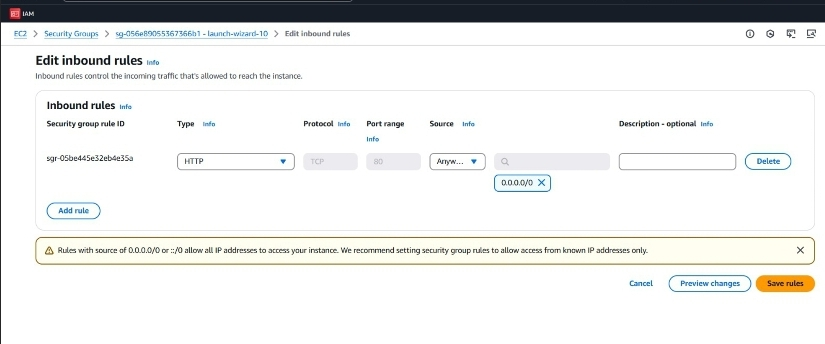 IAM
EC2 > Security Groups > sg-056e89055367366b1 - launch-wizard-10 > Edit inbound rules
Edit inbound rules Info
Inbound rules control the incoming traffic that's allowed to reach the instance.
Inbound rules Info
Security group rule ID Type Info Protocol Info Port range Info Source Info Description - optional Info
sgr-05be445e32eb4e35a HTTP TCP 80 Anyw... Delete
0.0.0.0/0
Add rule
Rules with source of 0.0.0.0/0 or ::/0 allow all IP addresses to access your instance. We recommend setting security group rules to allow access from known IP addresses only.
Cancel Preview changes Save rules